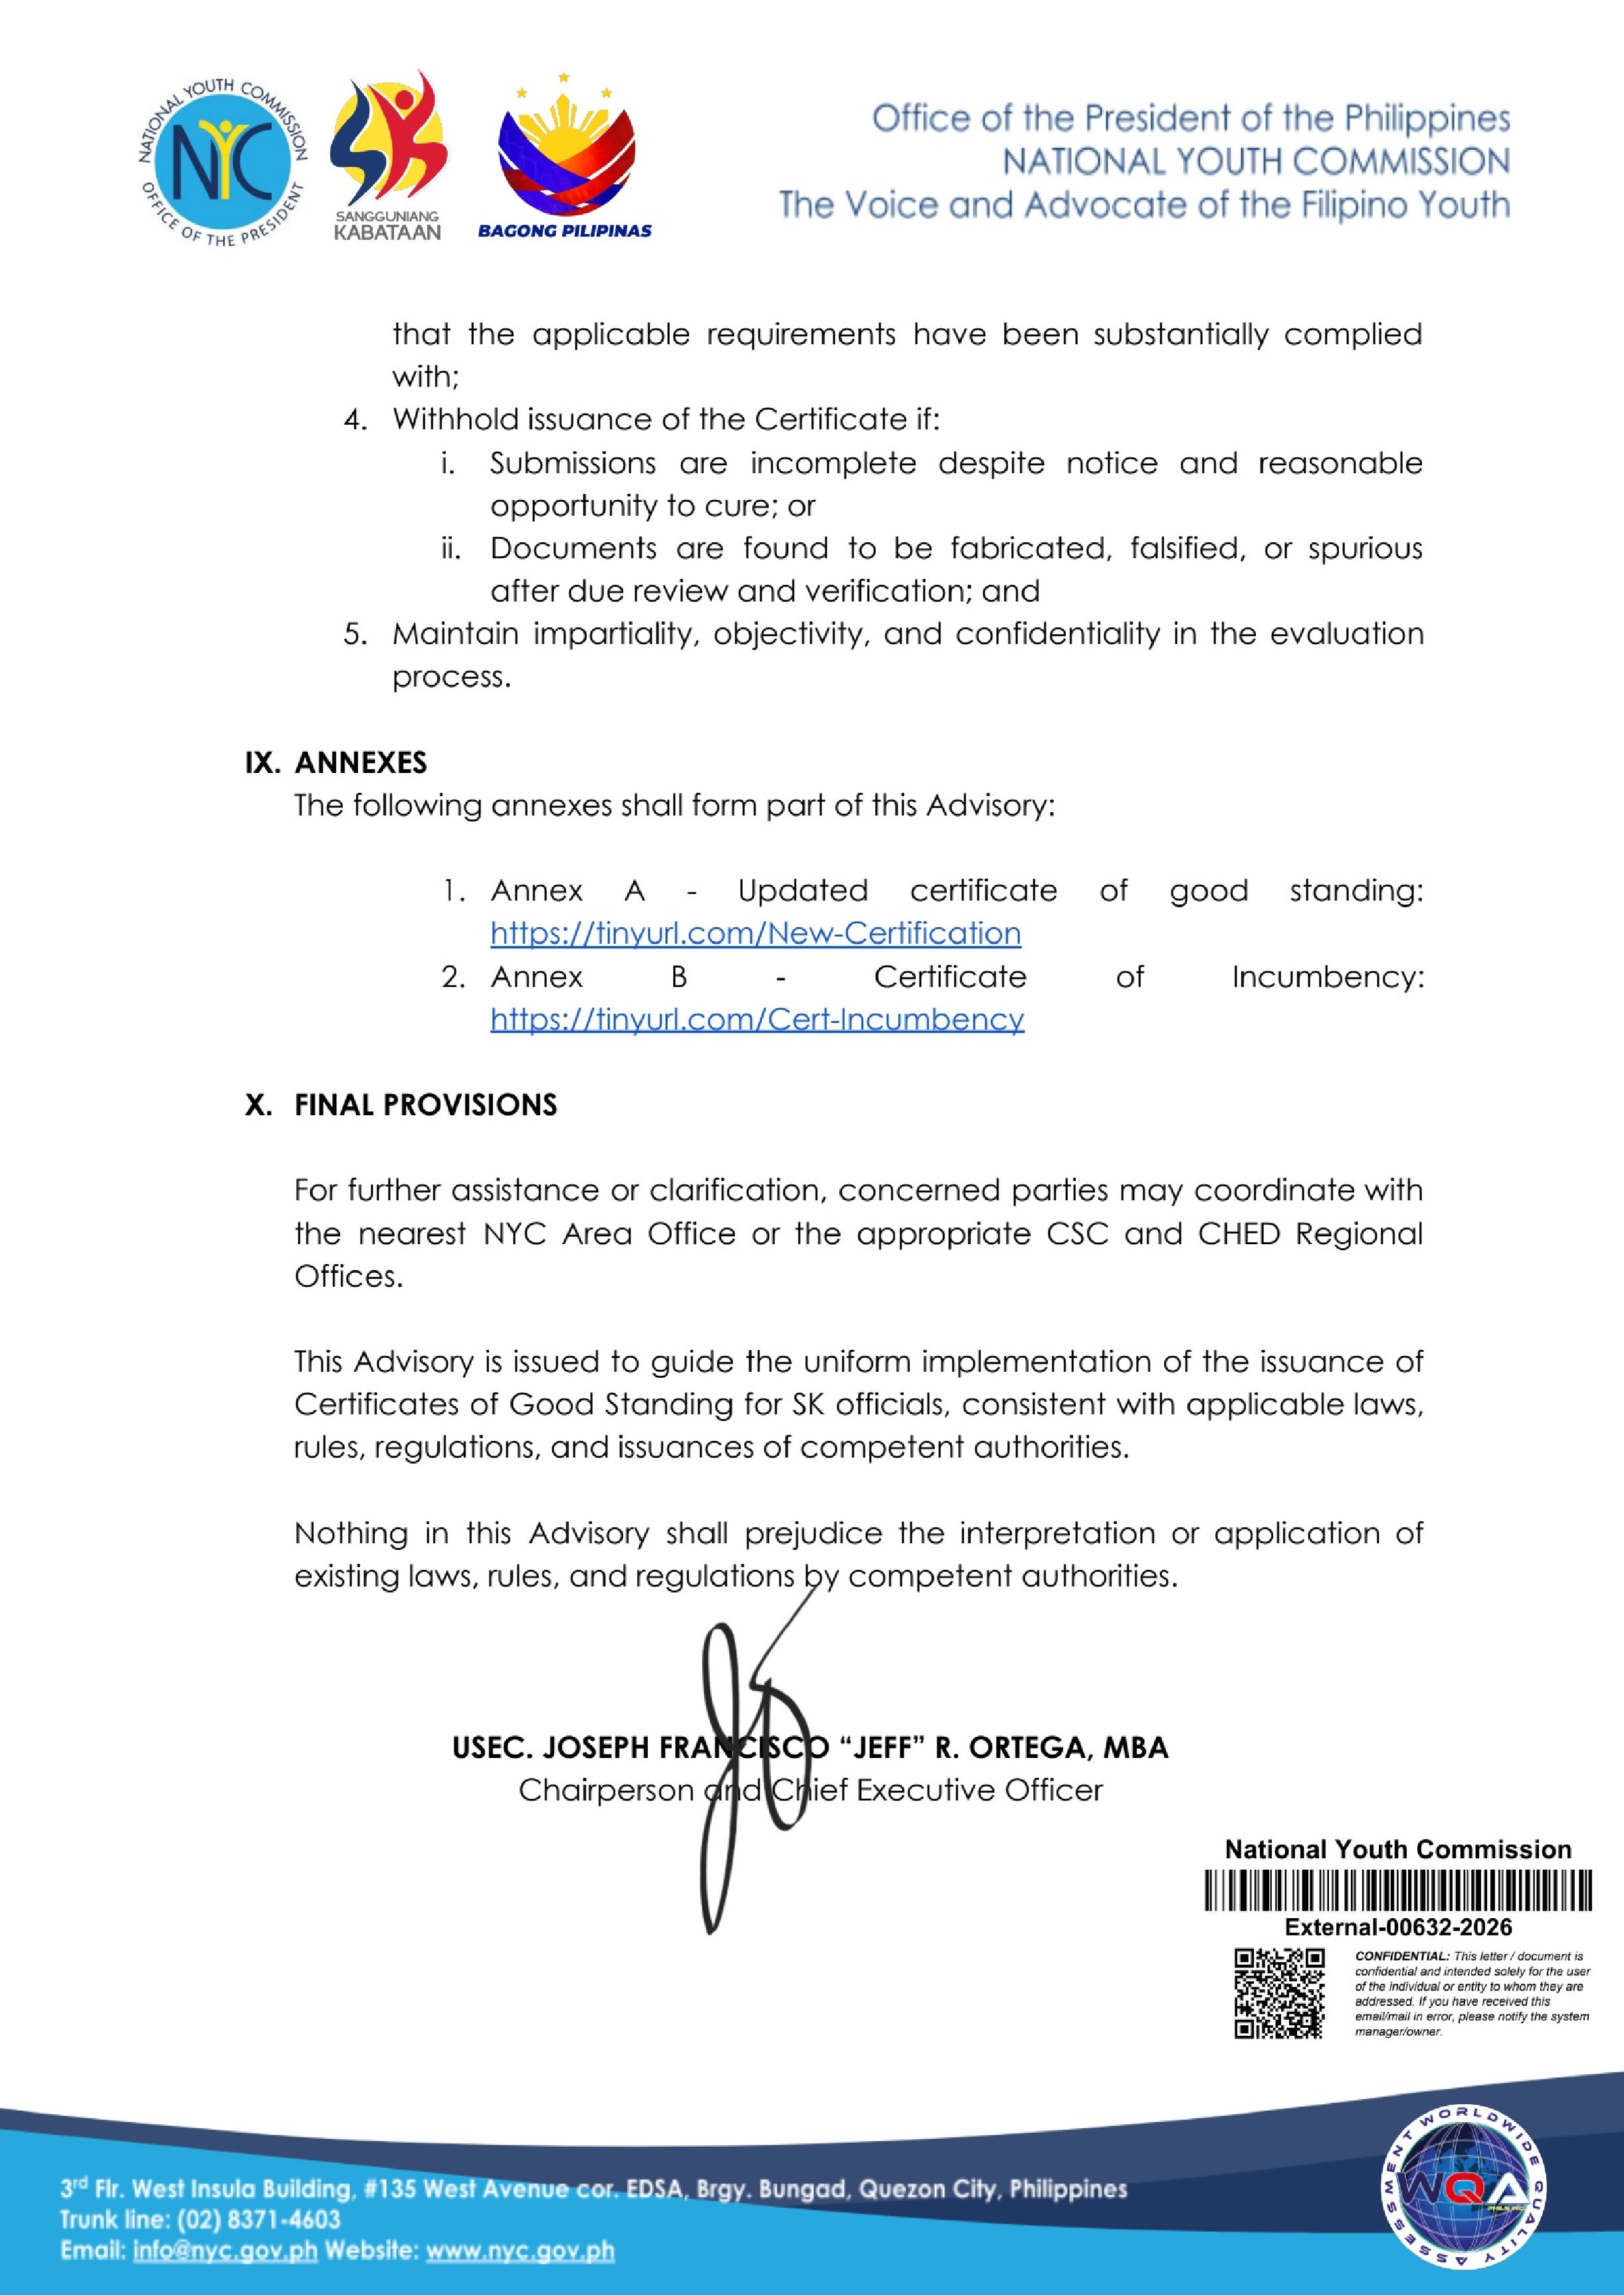 NATIONAL YOUTH COMMISSION
NYC
OFFICE OF THE PRESIDENT
SANGGUNIANG
KABATAAN
BAGONG PILIPINAS
Office of the President of the Philippines
NATIONAL YOUTH COMMISSION
The Voice and Advocate of the Filipino Youth
that the applicable requirements have been substantially complied
with;
4. Withhold issuance of the Certificate if:
i. Submissions are incomplete despite notice and reasonable
opportunity to cure; or
ii. Documents are found to be fabricated, falsified, or spurious
after due review and verification; and
5. Maintain impartiality, objectivity, and confidentiality in the evaluation
process.
IX. ANNEXES
The following annexes shall form part of this Advisory:
1. Annex A - Updated certificate of good standing:
https://tinyurl.com/New-Certification
2. Annex B - Certificate of Incumbency:
https://tinyurl.com/Cert-Incumbency
X. FINAL PROVISIONS
For further assistance or clarification, concerned parties may coordinate with
the nearest NYC Area Office or the appropriate CSC and CHED Regional
Offices.
This Advisory is issued to guide the uniform implementation of the issuance of
Certificates of Good Standing for SK officials, consistent with applicable laws,
rules, regulations, and issuances of competent authorities.
Nothing in this Advisory shall prejudice the interpretation or application of
existing laws, rules, and regulations by competent authorities.
USEC. JOSEPH FRANCISCO “JEFF” R. ORTEGA, MBA
Chairperson and Chief Executive Officer
National Youth Commission
External-00632-2026
CONFIDENTIAL: This letter / document is
confidential and intended solely for the user
of the individual or entity to whom they are
addressed. If you have received this
email/mail in error, please notify the system
manager/owner.
3rd Flr. West Insula Building, #135 West Avenue cor. EDSA, Brgy. Bungad, Quezon City, Philippines
Trunk line: (02) 8371-4603
Email: info@nyc.gov.ph Website: www.nyc.gov.ph
WORLDWIDE QUALITY ASSESSMENT
WQA